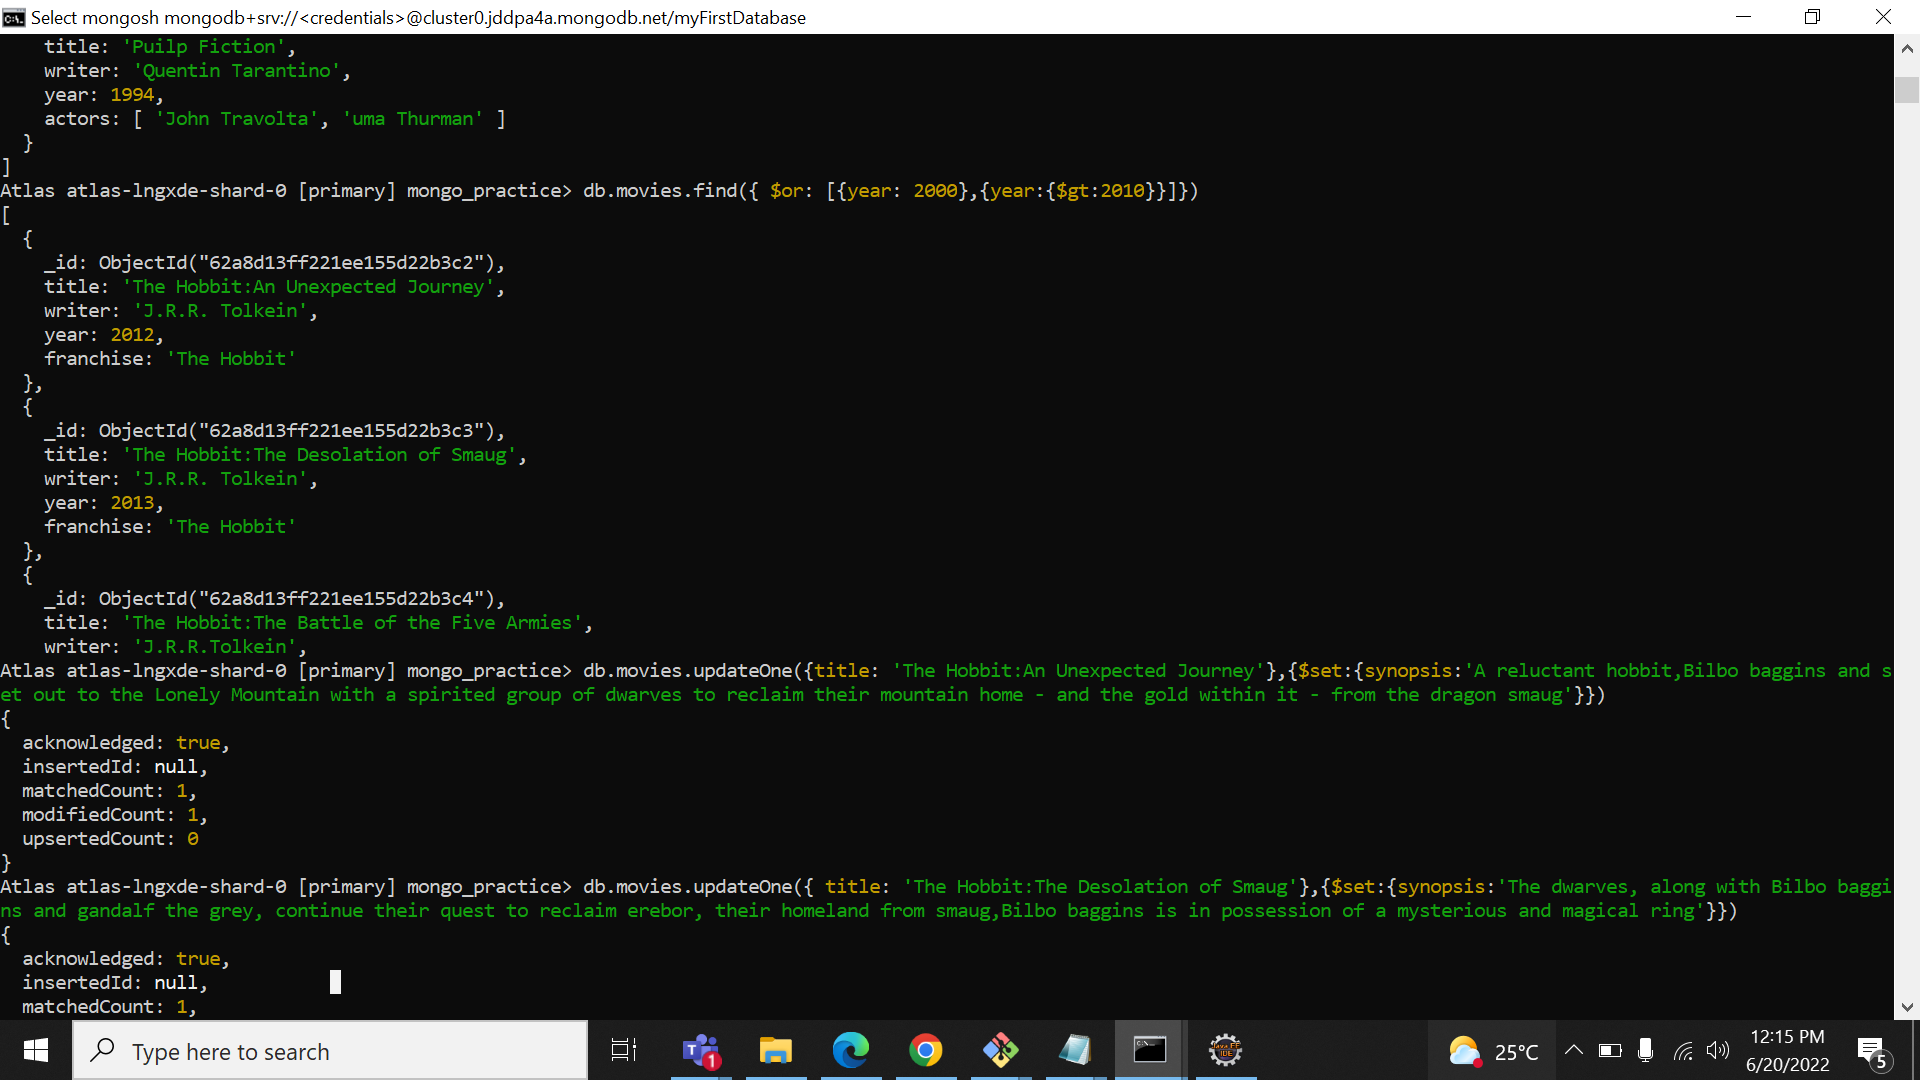 Select mongosh mongodb+srv://<credentials>@cluster0.jddpa4a.mongodb.net/myFirstDatabase
title: 'Puilp Fiction',
writer: 'Quentin Tarantino',
year: 1994,
actors: [ 'John Travolta', 'uma Thurman' ]
}
]
Atlas atlas-lngxde-shard-0 [primary] mongo_practice> db.movies.find({ $or: [{year: 2000},{year:{$gt:2010}}]})
[
{
_id: ObjectId("62a8d13ff221ee155d22b3c2"),
title: 'The Hobbit:An Unexpected Journey',
writer: 'J.R.R. Tolkein',
year: 2012,
franchise: 'The Hobbit'
},
{
_id: ObjectId("62a8d13ff221ee155d22b3c3"),
title: 'The Hobbit:The Desolation of Smaug',
writer: 'J.R.R. Tolkein',
year: 2013,
franchise: 'The Hobbit'
},
{
_id: ObjectId("62a8d13ff221ee155d22b3c4"),
title: 'The Hobbit:The Battle of the Five Armies',
writer: 'J.R.R.Tolkein',
Atlas atlas-lngxde-shard-0 [primary] mongo_practice> db.movies.updateOne({title: 'The Hobbit:An Unexpected Journey'},{$set:{synopsis:'A reluctant hobbit,Bilbo baggins and s
et out to the Lonely Mountain with a spirited group of dwarves to reclaim their mountain home - and the gold within it - from the dragon smaug'}})
{
acknowledged: true,
insertedId: null,
matchedCount: 1,
modifiedCount: 1,
upsertedCount: 0
}
Atlas atlas-lngxde-shard-0 [primary] mongo_practice> db.movies.updateOne({ title: 'The Hobbit:The Desolation of Smaug'},{$set:{synopsis:'The dwarves, along with Bilbo baggi
ns and gandalf the grey, continue their quest to reclaim erebor, their homeland from smaug,Bilbo baggins is in possession of a mysterious and magical ring'}})
{
acknowledged: true,
insertedId: null,
matchedCount: 1,
Type here to search
T
1
Java EE
IDE
25°C
12:15 PM
6/20/2022
5